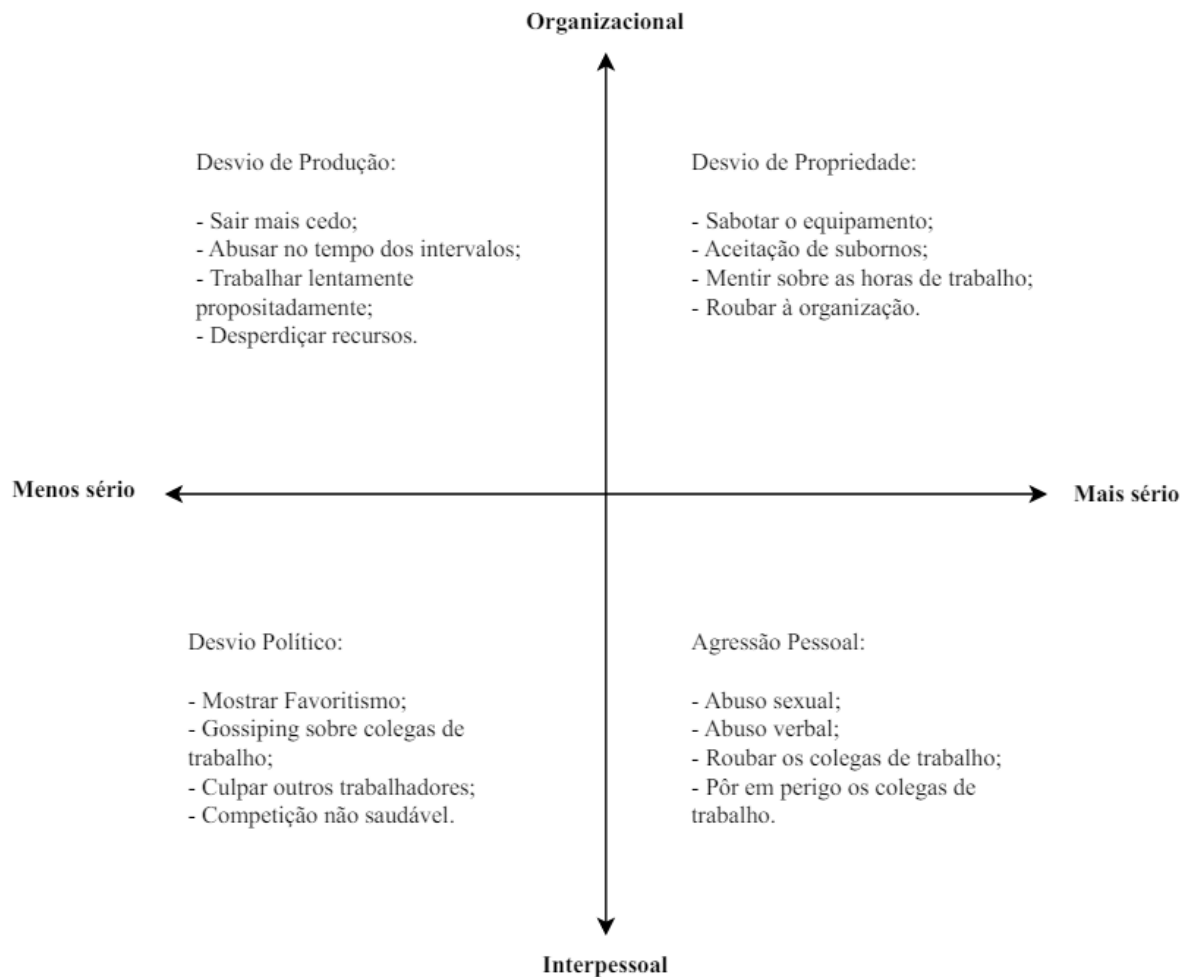 Organizacional
Desvio de Produção:
- Sair mais cedo;
- Abusar no tempo dos intervalos;
- Trabalhar lentamente
propositadamente;
- Desperdiçar recursos.
Desvio de Propriedade:
- Sabotar o equipamento;
- Aceitação de subornos;
- Mentir sobre as horas de trabalho;
- Roubar à organização.
Menos sério
Mais sério
Desvio Político:
- Mostrar Favoritismo;
- Gossiping sobre colegas de
trabalho;
- Culpar outros trabalhadores;
- Competição não saudável.
Agressão Pessoal:
- Abuso sexual;
- Abuso verbal;
- Roubar os colegas de trabalho;
- Pôr em perigo os colegas de
trabalho.
Interpessoal